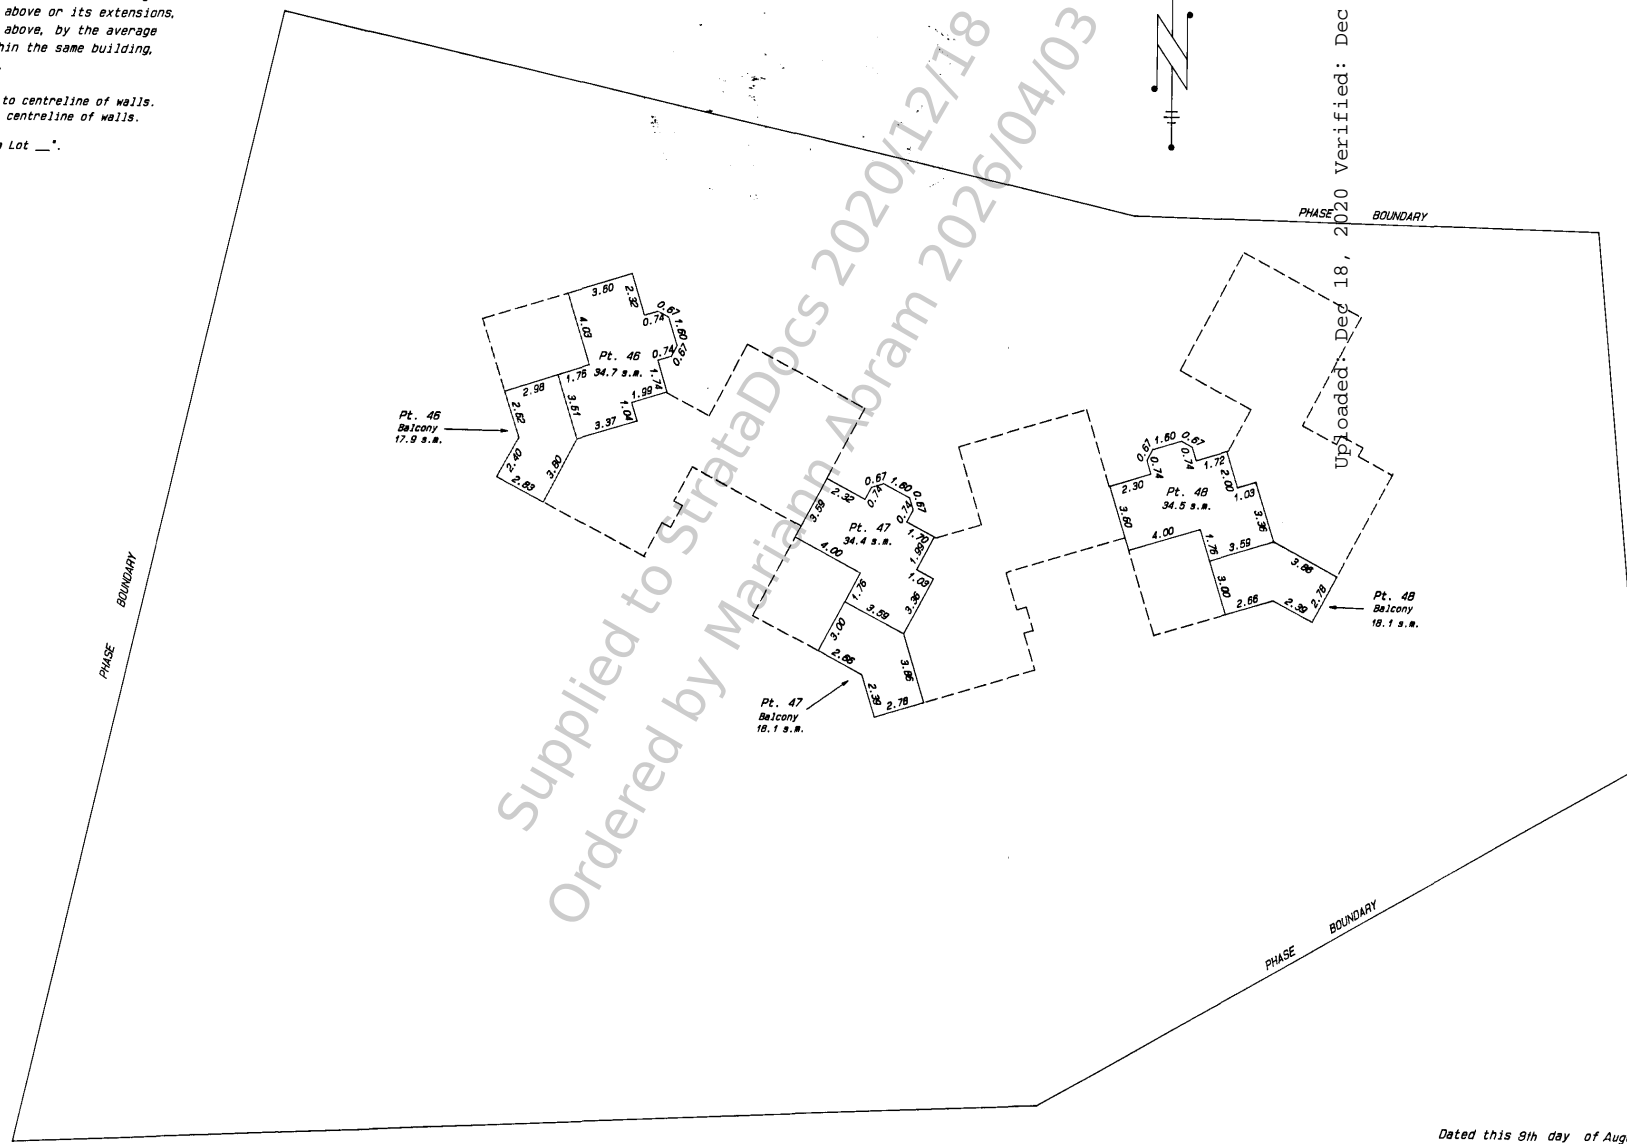 above or its extensions,
above, by the average
hin the same building,
to centreline of walls.
centreline of walls.
Lot __".
PHASE BOUNDARY
Uploaded: Dec 18, 2020 Verified: Dec
Supplied to StrataDocs 2020/12/18
Ordered by Mariann Abram 2026/04/03
3.60
2.32
0.67
0.74
1.60
4.03
Pt. 46
34.7 s.m.
0.74
0.67
1.76
1.74
2.98
1.99
1.04
3.51
3.37
2.52
Pt. 46
Balcony
17.9 s.m.
2.40
3.80
2.83
2.32
0.67
1.60
0.67
0.74
0.74
3.59
Pt. 47
34.4 s.m.
1.70
1.99
4.00
1.03
1.76
3.36
3.59
3.00
2.66
3.86
2.39
2.78
Pt. 47
Balcony
18.1 s.m.
0.67
1.60
0.67
0.74
0.74
1.72
2.30
2.00
1.03
Pt. 48
34.5 s.m.
3.60
3.36
4.00
1.76
3.59
3.86
3.00
2.66
2.39
2.78
Pt. 48
Balcony
18.1 s.m.
PHASE BOUNDARY
PHASE BOUNDARY
Dated this 9th day of Aug